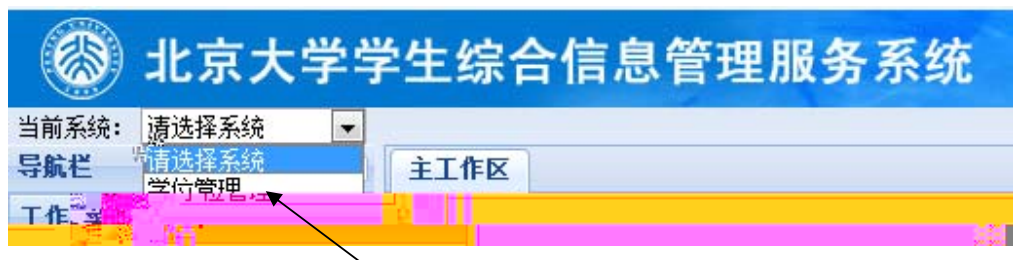 北京大学学生综合信息管理服务系统
当前系统： 请选择系统
导航栏 请选择系统 主工作区
学位管理
工作